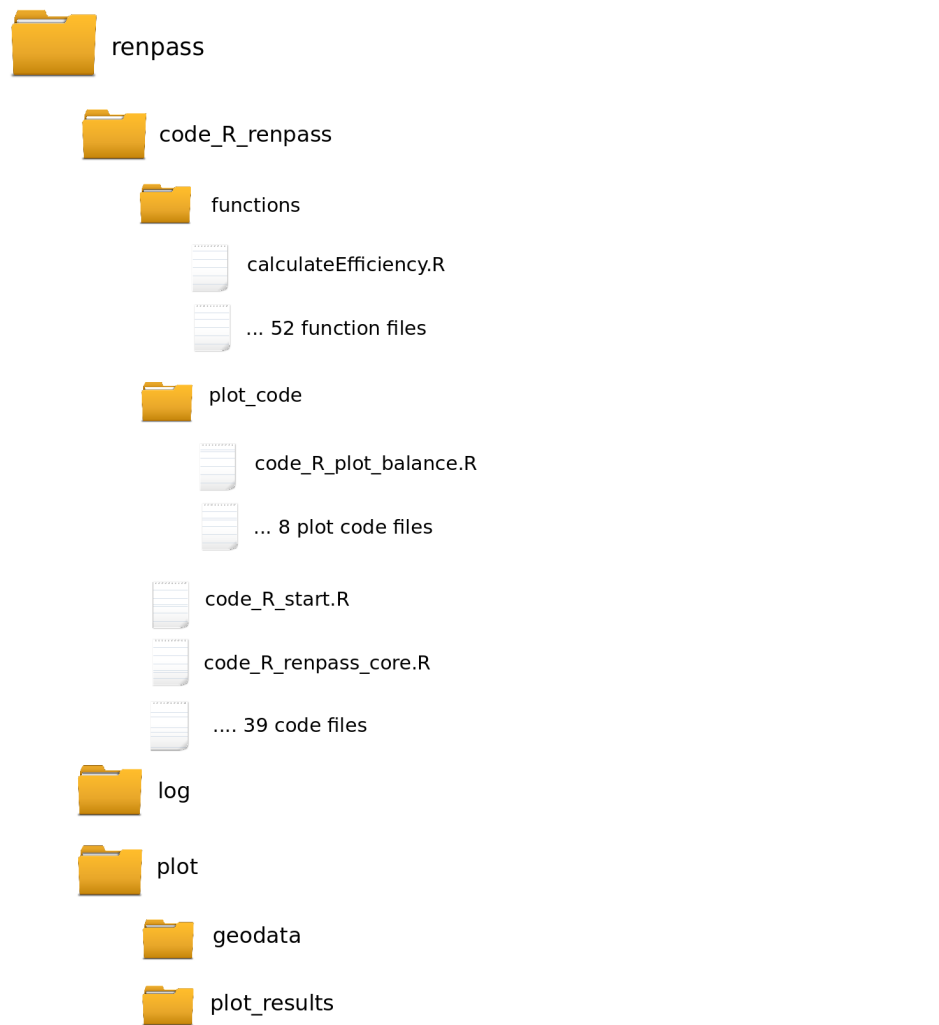 renpass
code_R_renpass
functions
calculateEfficiency.R
... 52 function files
plot_code
code_R_plot_balance.R
... 8 plot code files
code_R_start.R
code_R_renpass_core.R
.... 39 code files
log
plot
geodata
plot_results